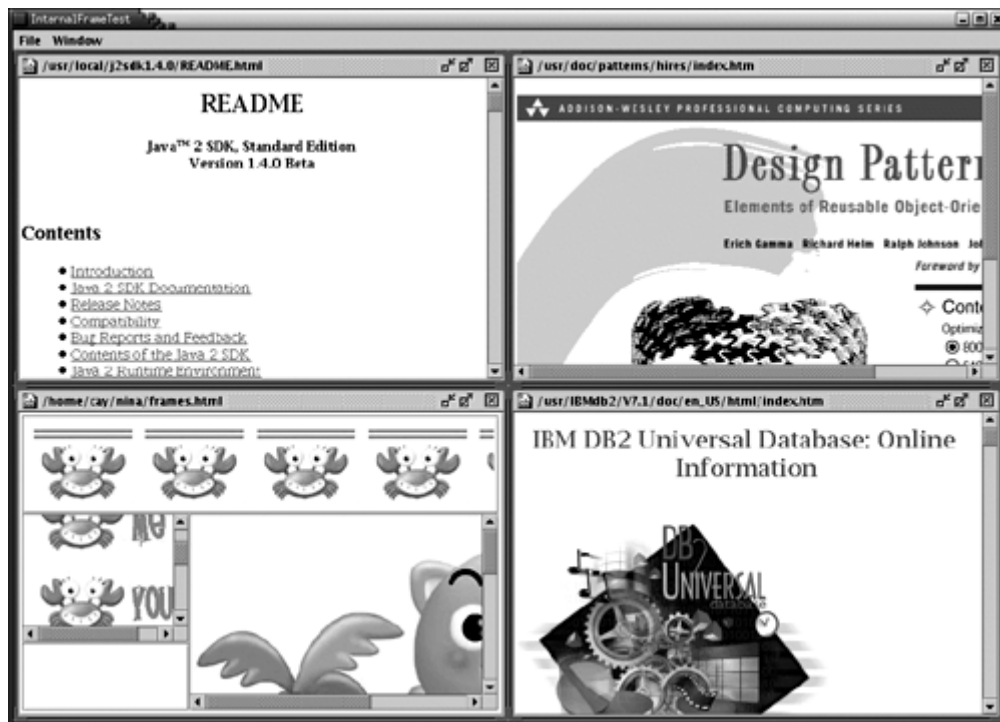 InternalFrameTest
File Window
/usr/local/j2sdk1.4.0/README.html
README
Java™ 2 SDK, Standard Edition
Version 1.4.0 Beta
Contents
Introduction
Java 2 SDK Documentation
Release Notes
Compatibility
Bug Reports and Feedback
Contents of the Java 2 SDK
Java 2 Runtime Environment
/usr/doc/patterns/hires/index.htm
ADDISON-WESLEY PROFESSIONAL COMPUTING SERIES
Design Pattern
Elements of Reusable Object-Orie
Erich Gamma Richard Helm Ralph Johnson Jol
Foreword by
Cont
Optimiz
800
/home/cay/nina/frames.html
Me
YOU
/usr/IBMdb2/V7.1/doc/en_US/html/index.htm
IBM DB2 Universal Database: Online
Information
DB2
UNIVERSAL
database